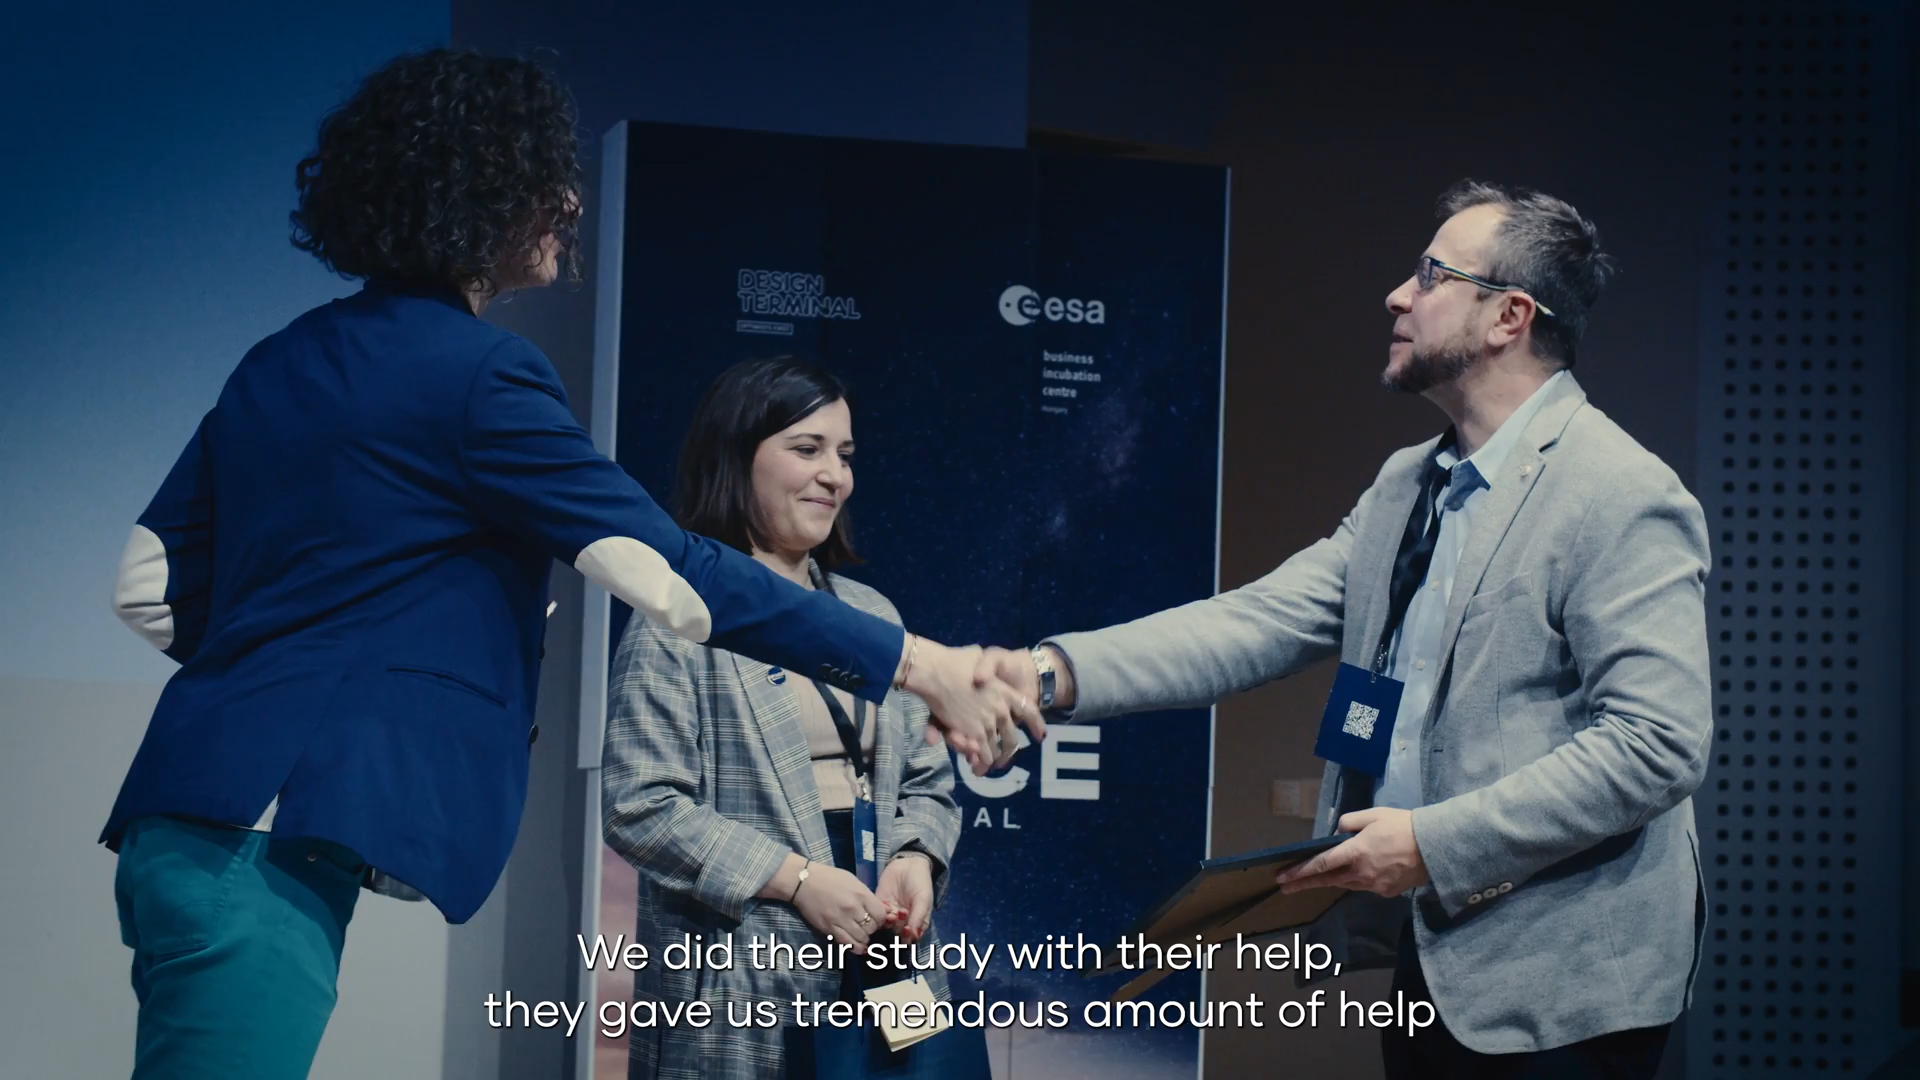 DESIGN
TERMINAL
esa
business
incubation
centre
Hungary
CE
AL
We did their study with their help,
they gave us tremendous amount of help